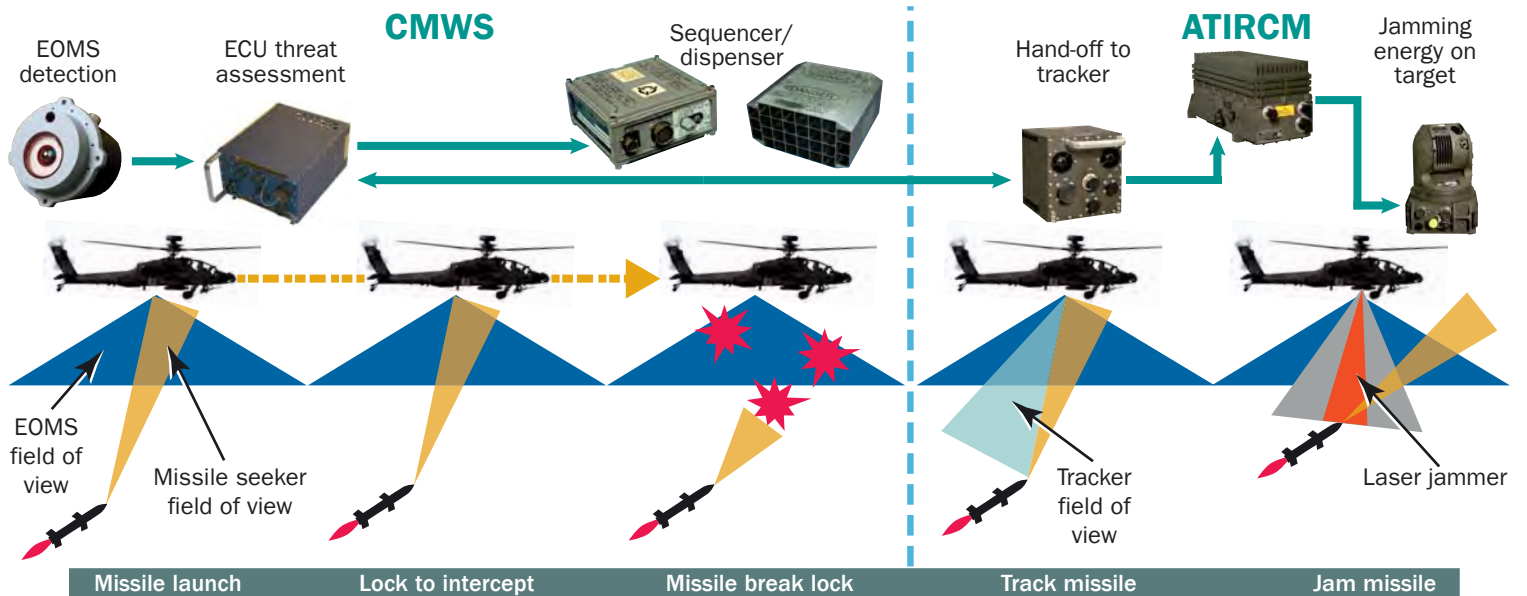 CMWS
ATIRCM
EOMS
detection
ECU threat
assessment
Sequencer/
dispenser
Hand-off to
tracker
Jamming
energy on
target
EOMS
field of
view
Missile seeker
field of view
Tracker
field of
view
Laser jammer
Missile launch
Lock to intercept
Missile break lock
Track missile
Jam missile